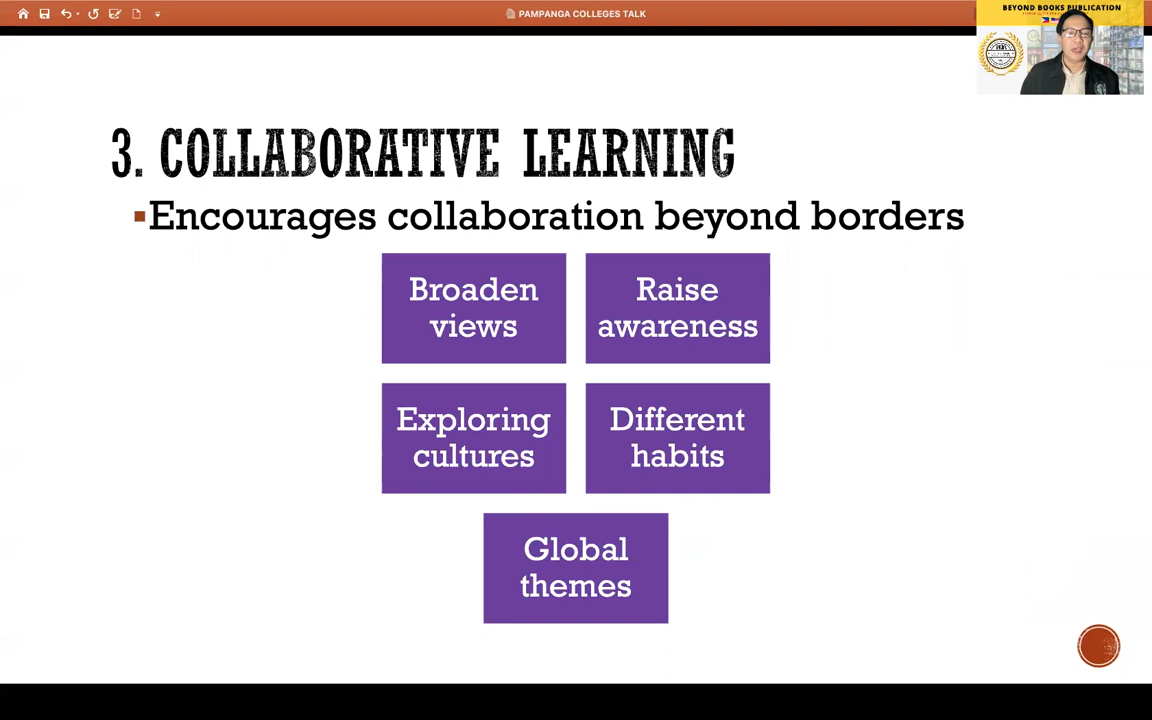 PAMPANGA COLLEGES TALK
BEYOND BOOKS PUBLICATION
3. COLLABORATIVE LEARNING
Encourages collaboration beyond borders
Broaden
views
Raise
awareness
Exploring
cultures
Different
habits
Global
themes